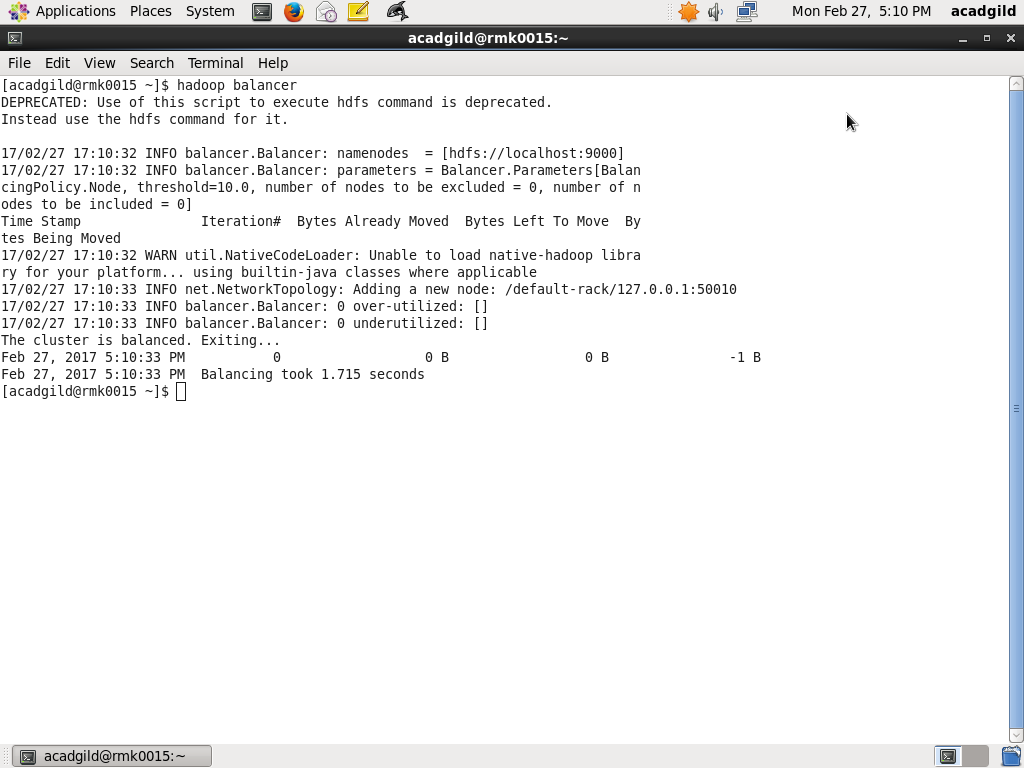 Applications Places System Mon Feb 27, 5:10 PM acadgild
acadgild@rmk0015:~
File Edit View Search Terminal Help
[acadgild@rmk0015 ~]$ hadoop balancer
DEPRECATED: Use of this script to execute hdfs command is deprecated.
Instead use the hdfs command for it.

17/02/27 17:10:32 INFO balancer.Balancer: namenodes  = [hdfs://localhost:9000]
17/02/27 17:10:32 INFO balancer.Balancer: parameters = Balancer.Parameters[Balan
cingPolicy.Node, threshold=10.0, number of nodes to be excluded = 0, number of n
odes to be included = 0]
Time Stamp               Iteration#  Bytes Already Moved  Bytes Left To Move  By
tes Being Moved
17/02/27 17:10:32 WARN util.NativeCodeLoader: Unable to load native-hadoop libra
ry for your platform... using builtin-java classes where applicable
17/02/27 17:10:33 INFO net.NetworkTopology: Adding a new node: /default-rack/127.0.0.1:50010
17/02/27 17:10:33 INFO balancer.Balancer: 0 over-utilized: []
17/02/27 17:10:33 INFO balancer.Balancer: 0 underutilized: []
The cluster is balanced. Exiting...
Feb 27, 2017 5:10:33 PM           0                  0 B                 0 B               -1 B
Feb 27, 2017 5:10:33 PM  Balancing took 1.715 seconds
[acadgild@rmk0015 ~]$
acadgild@rmk0015:~